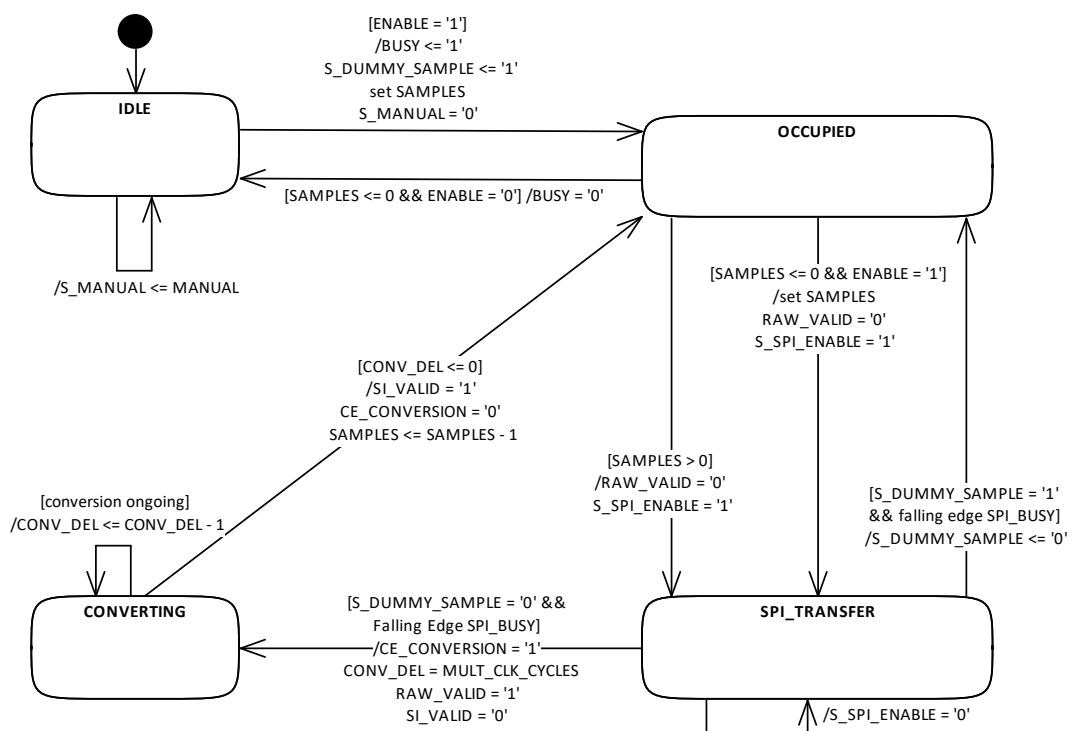 [ENABLE = '1']
/BUSY <= '1'
S_DUMMY_SAMPLE <= '1'
set SAMPLES
S_MANUAL = '0'
IDLE
OCCUPIED
[SAMPLES <= 0 && ENABLE = '0'] /BUSY = '0'
/S_MANUAL <= MANUAL
[SAMPLES <= 0 && ENABLE = '1']
/set SAMPLES
RAW_VALID = '0'
S_SPI_ENABLE = '1'
[CONV_DEL <= 0]
/SI_VALID = '1'
CE_CONVERSION = '0'
SAMPLES <= SAMPLES - 1
[SAMPLES > 0]
/RAW_VALID = '0'
S_SPI_ENABLE = '1'
[S_DUMMY_SAMPLE = '1'
&& falling edge SPI_BUSY]
/S_DUMMY_SAMPLE <= '0'
[conversion ongoing]
/CONV_DEL <= CONV_DEL - 1
CONVERTING
[S_DUMMY_SAMPLE = '0' &&
Falling Edge SPI_BUSY]
/CE_CONVERSION = '1'
CONV_DEL = MULT_CLK_CYCLES
RAW_VALID = '1'
SI_VALID = '0'
SPI_TRANSFER
/S_SPI_ENABLE = '0'